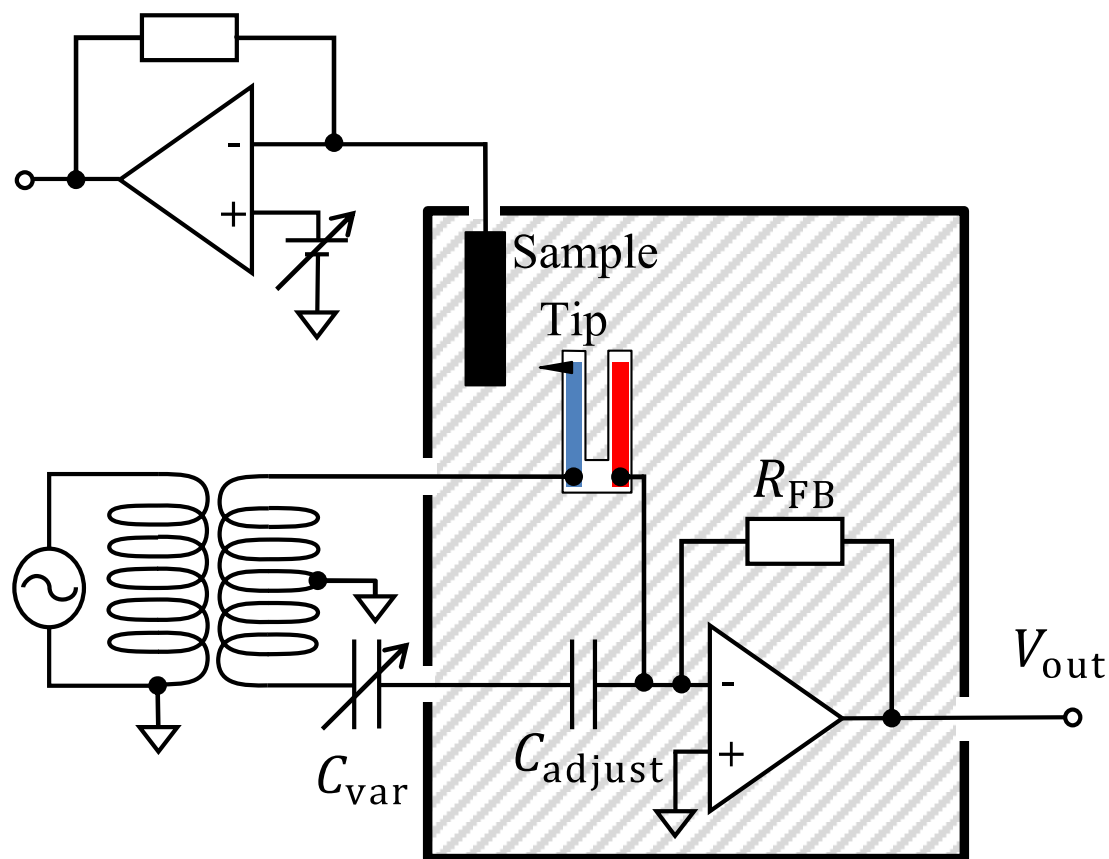 -
+
Sample
Tip
R_FB
V_out
-
+
C_var
C_adjust